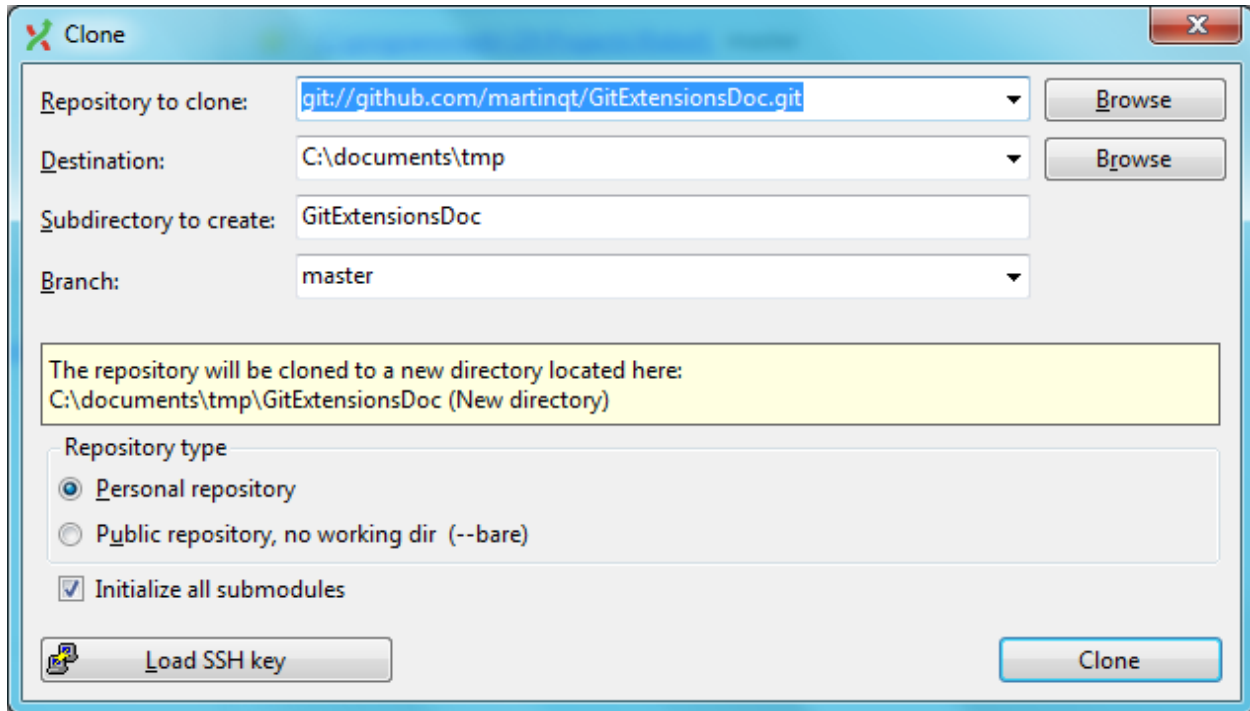 Clone
Repository to clone: git://github.com/martinqt/GitExtensionsDoc.git Browse
Destination: C:\documents\tmp Browse
Subdirectory to create: GitExtensionsDoc
Branch: master
The repository will be cloned to a new directory located here:
C:\documents\tmp\GitExtensionsDoc (New directory)
Repository type
Personal repository
Public repository, no working dir (--bare)
Initialize all submodules
Load SSH key Clone